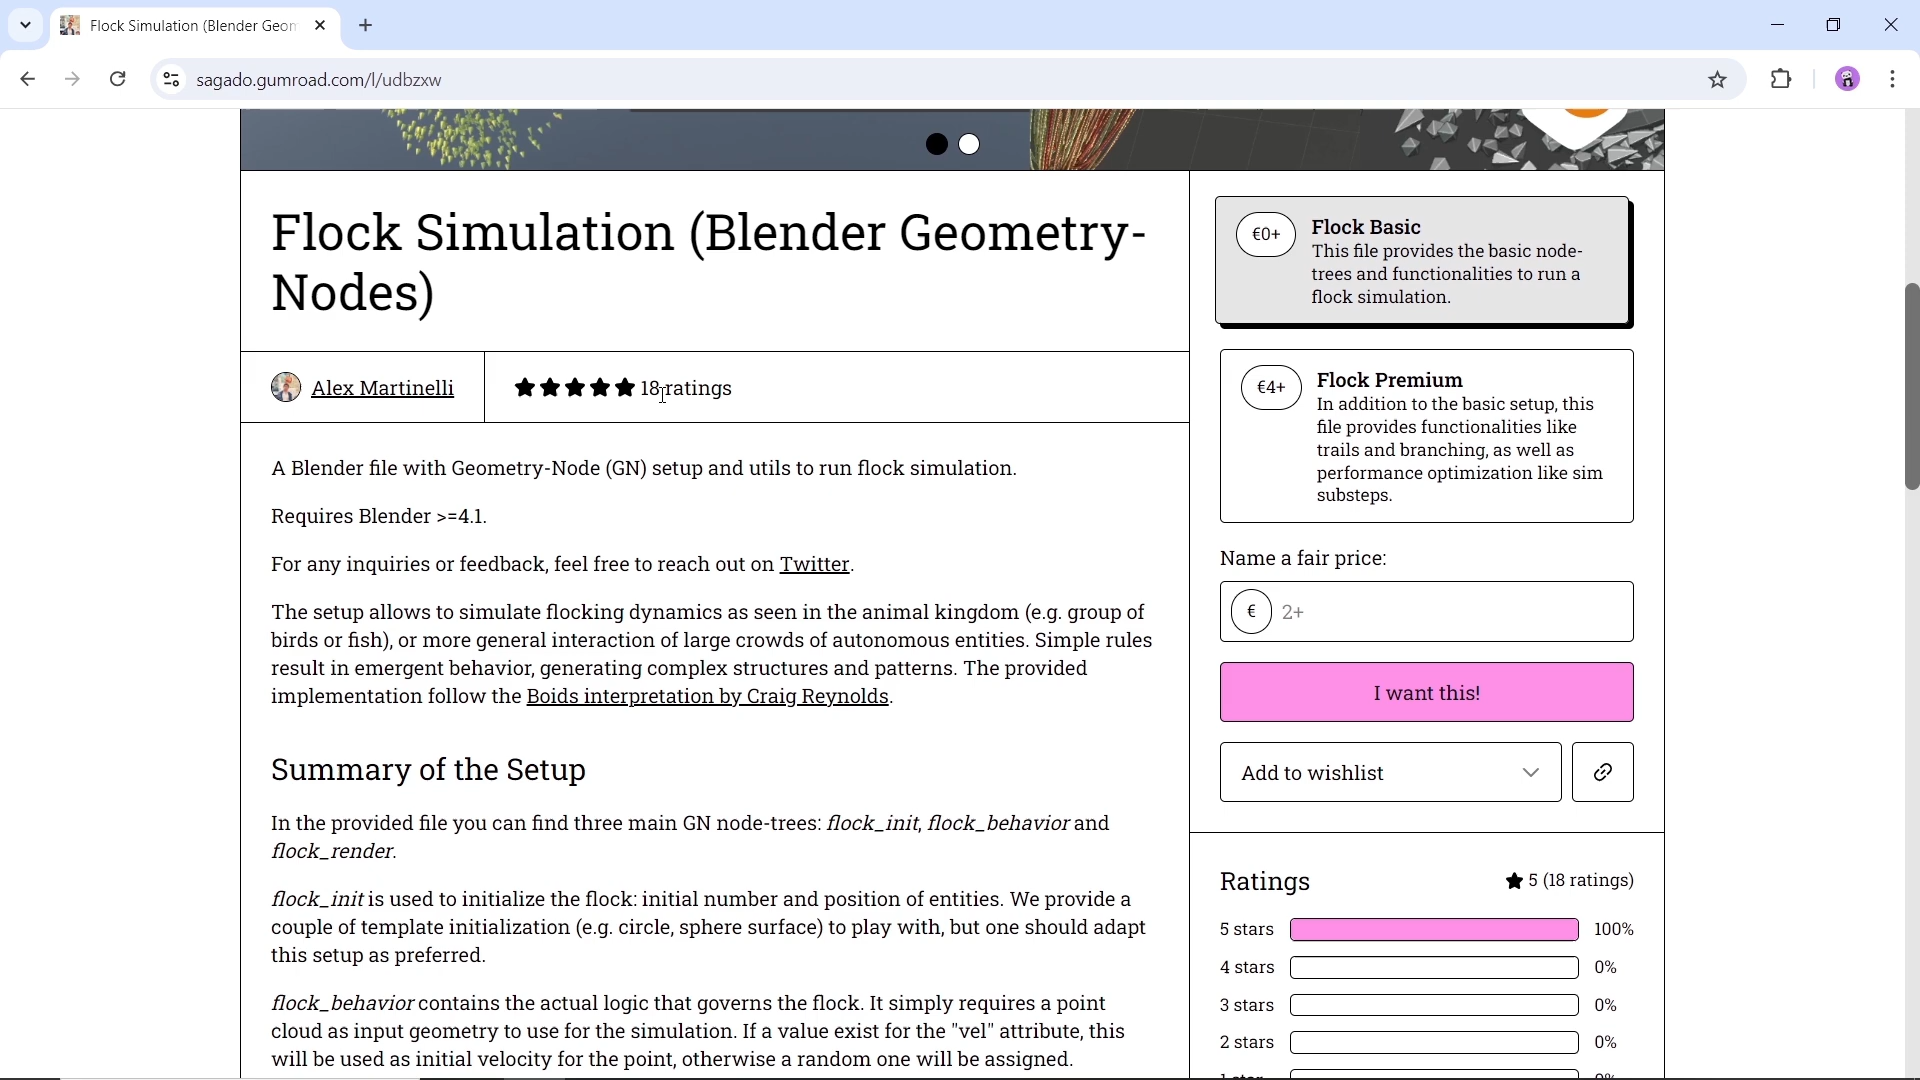 Flock Simulation (Blender Geom
sagado.gumroad.com/l/udbzxw
Flock Simulation (Blender Geometry-
Nodes)
Alex Martinelli
18 ratings
A Blender file with Geometry-Node (GN) setup and utils to run flock simulation.
Requires Blender >=4.1.
For any inquiries or feedback, feel free to reach out on Twitter.
The setup allows to simulate flocking dynamics as seen in the animal kingdom (e.g. group of
birds or fish), or more general interaction of large crowds of autonomous entities. Simple rules
result in emergent behavior, generating complex structures and patterns. The provided
implementation follow the Boids interpretation by Craig Reynolds.
Summary of the Setup
In the provided file you can find three main GN node-trees: flock_init, flock_behavior and
flock_render.
flock_init is used to initialize the flock: initial number and position of entities. We provide a
couple of template initialization (e.g. circle, sphere surface) to play with, but one should adapt
this setup as preferred.
flock_behavior contains the actual logic that governs the flock. It simply requires a point
cloud as input geometry to use for the simulation. If a value exist for the "vel" attribute, this
will be used as initial velocity for the point, otherwise a random one will be assigned.
€0+
Flock Basic
This file provides the basic node-
trees and functionalities to run a
flock simulation.
€4+
Flock Premium
In addition to the basic setup, this
file provides functionalities like
trails and branching, as well as
performance optimization like sim
substeps.
Name a fair price:
€ 2+
I want this!
Add to wishlist
Ratings
5 (18 ratings)
5 stars 100%
4 stars 0%
3 stars 0%
2 stars 0%